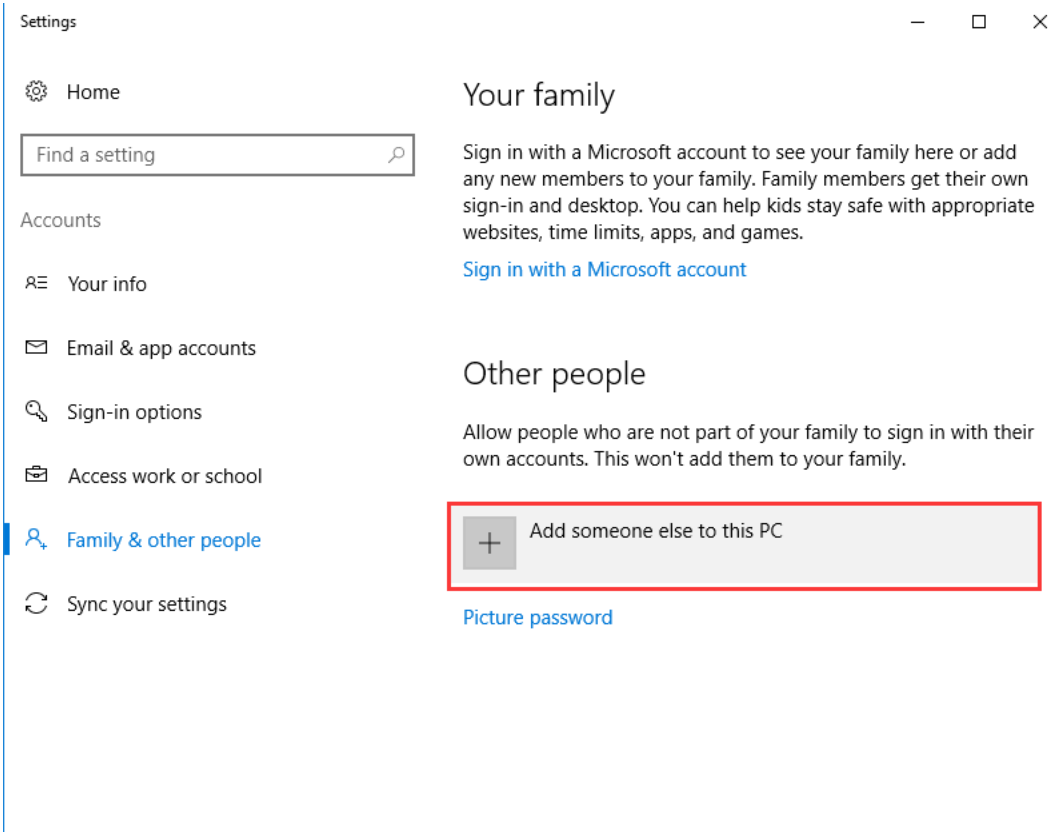 Settings
Home
Find a setting
Accounts
Your info
Email & app accounts
Sign-in options
Access work or school
Family & other people
Sync your settings
Your family
Sign in with a Microsoft account to see your family here or add
any new members to your family. Family members get their own
sign-in and desktop. You can help kids stay safe with appropriate
websites, time limits, apps, and games.
Sign in with a Microsoft account
Other people
Allow people who are not part of your family to sign in with their
own accounts. This won't add them to your family.
Add someone else to this PC
Picture password